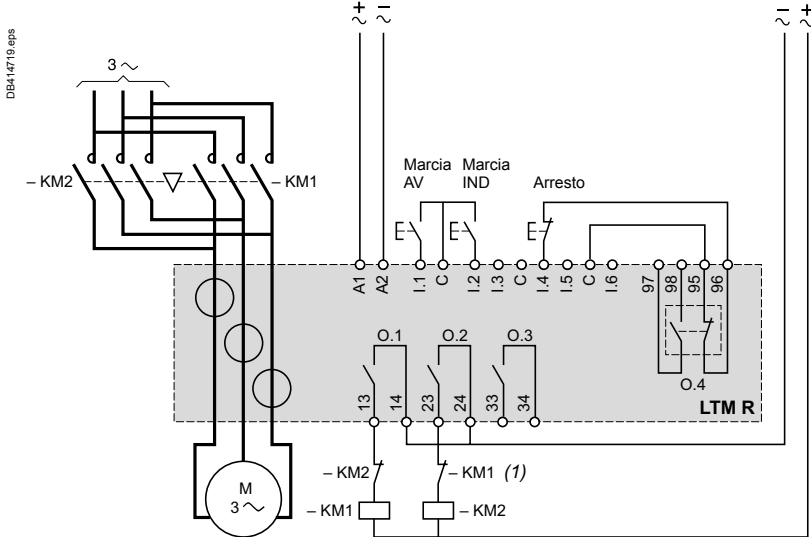 DB414719.eps
+
~
–
~
–
~
+
~
3 ~
– KM2
– KM1
Marcia
AV
Marcia
IND
Arresto
A1
A2
I.1
C
I.2
I.3
C
I.4
I.5
C
I.6
97
98
95
96
O.1
O.2
O.3
O.4
13
14
23
24
33
34
LTM R
– KM2
– KM1 (1)
– KM1
– KM2
M
3 ~